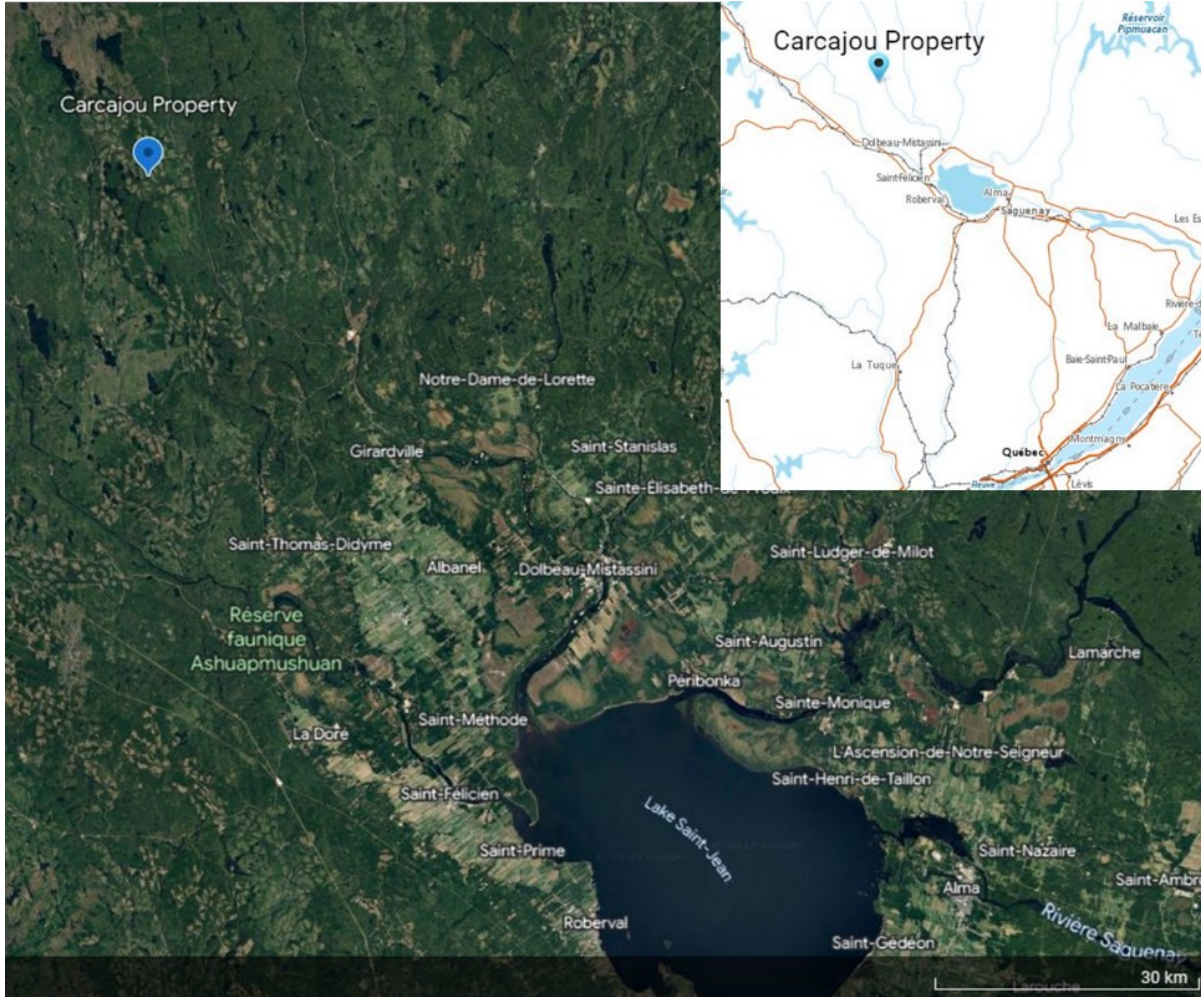 Carcajou Property
Notre-Dame-de-Lorette
Girardville
Saint-Stanislas
Saint-Thomas-Didyme
Albanel
Dolbeau-Mistassini
Saint-Ludger-de-Milot
Réserve
faunique
Ashuapmushuan
Saint-Augustin
Lamarche
Péribonka
Sainte-Monique
Saint-Méthode
La Doré
L'Ascension-de-Notre-Seigneur
Saint-Henri-de-Taillon
Saint-Félicien
Lake Saint-Jean
Saint-Prime
Saint-Nazaire
Alma
Saint-Ambr
Roberval
Rivière Saguenay
Saint-Gédéon
30 km
Larouche
Carcajou Property
Réservoir
Pipmuacan
Dolbeau-Mistassini
Saint-Félicien
Alma
Roberval
Saguenay
Les Es
La Malbaie
La Tuque
Baie-Saint-Paul
La Pocatière
Montmagny
Québec
Lévis
Fleuve